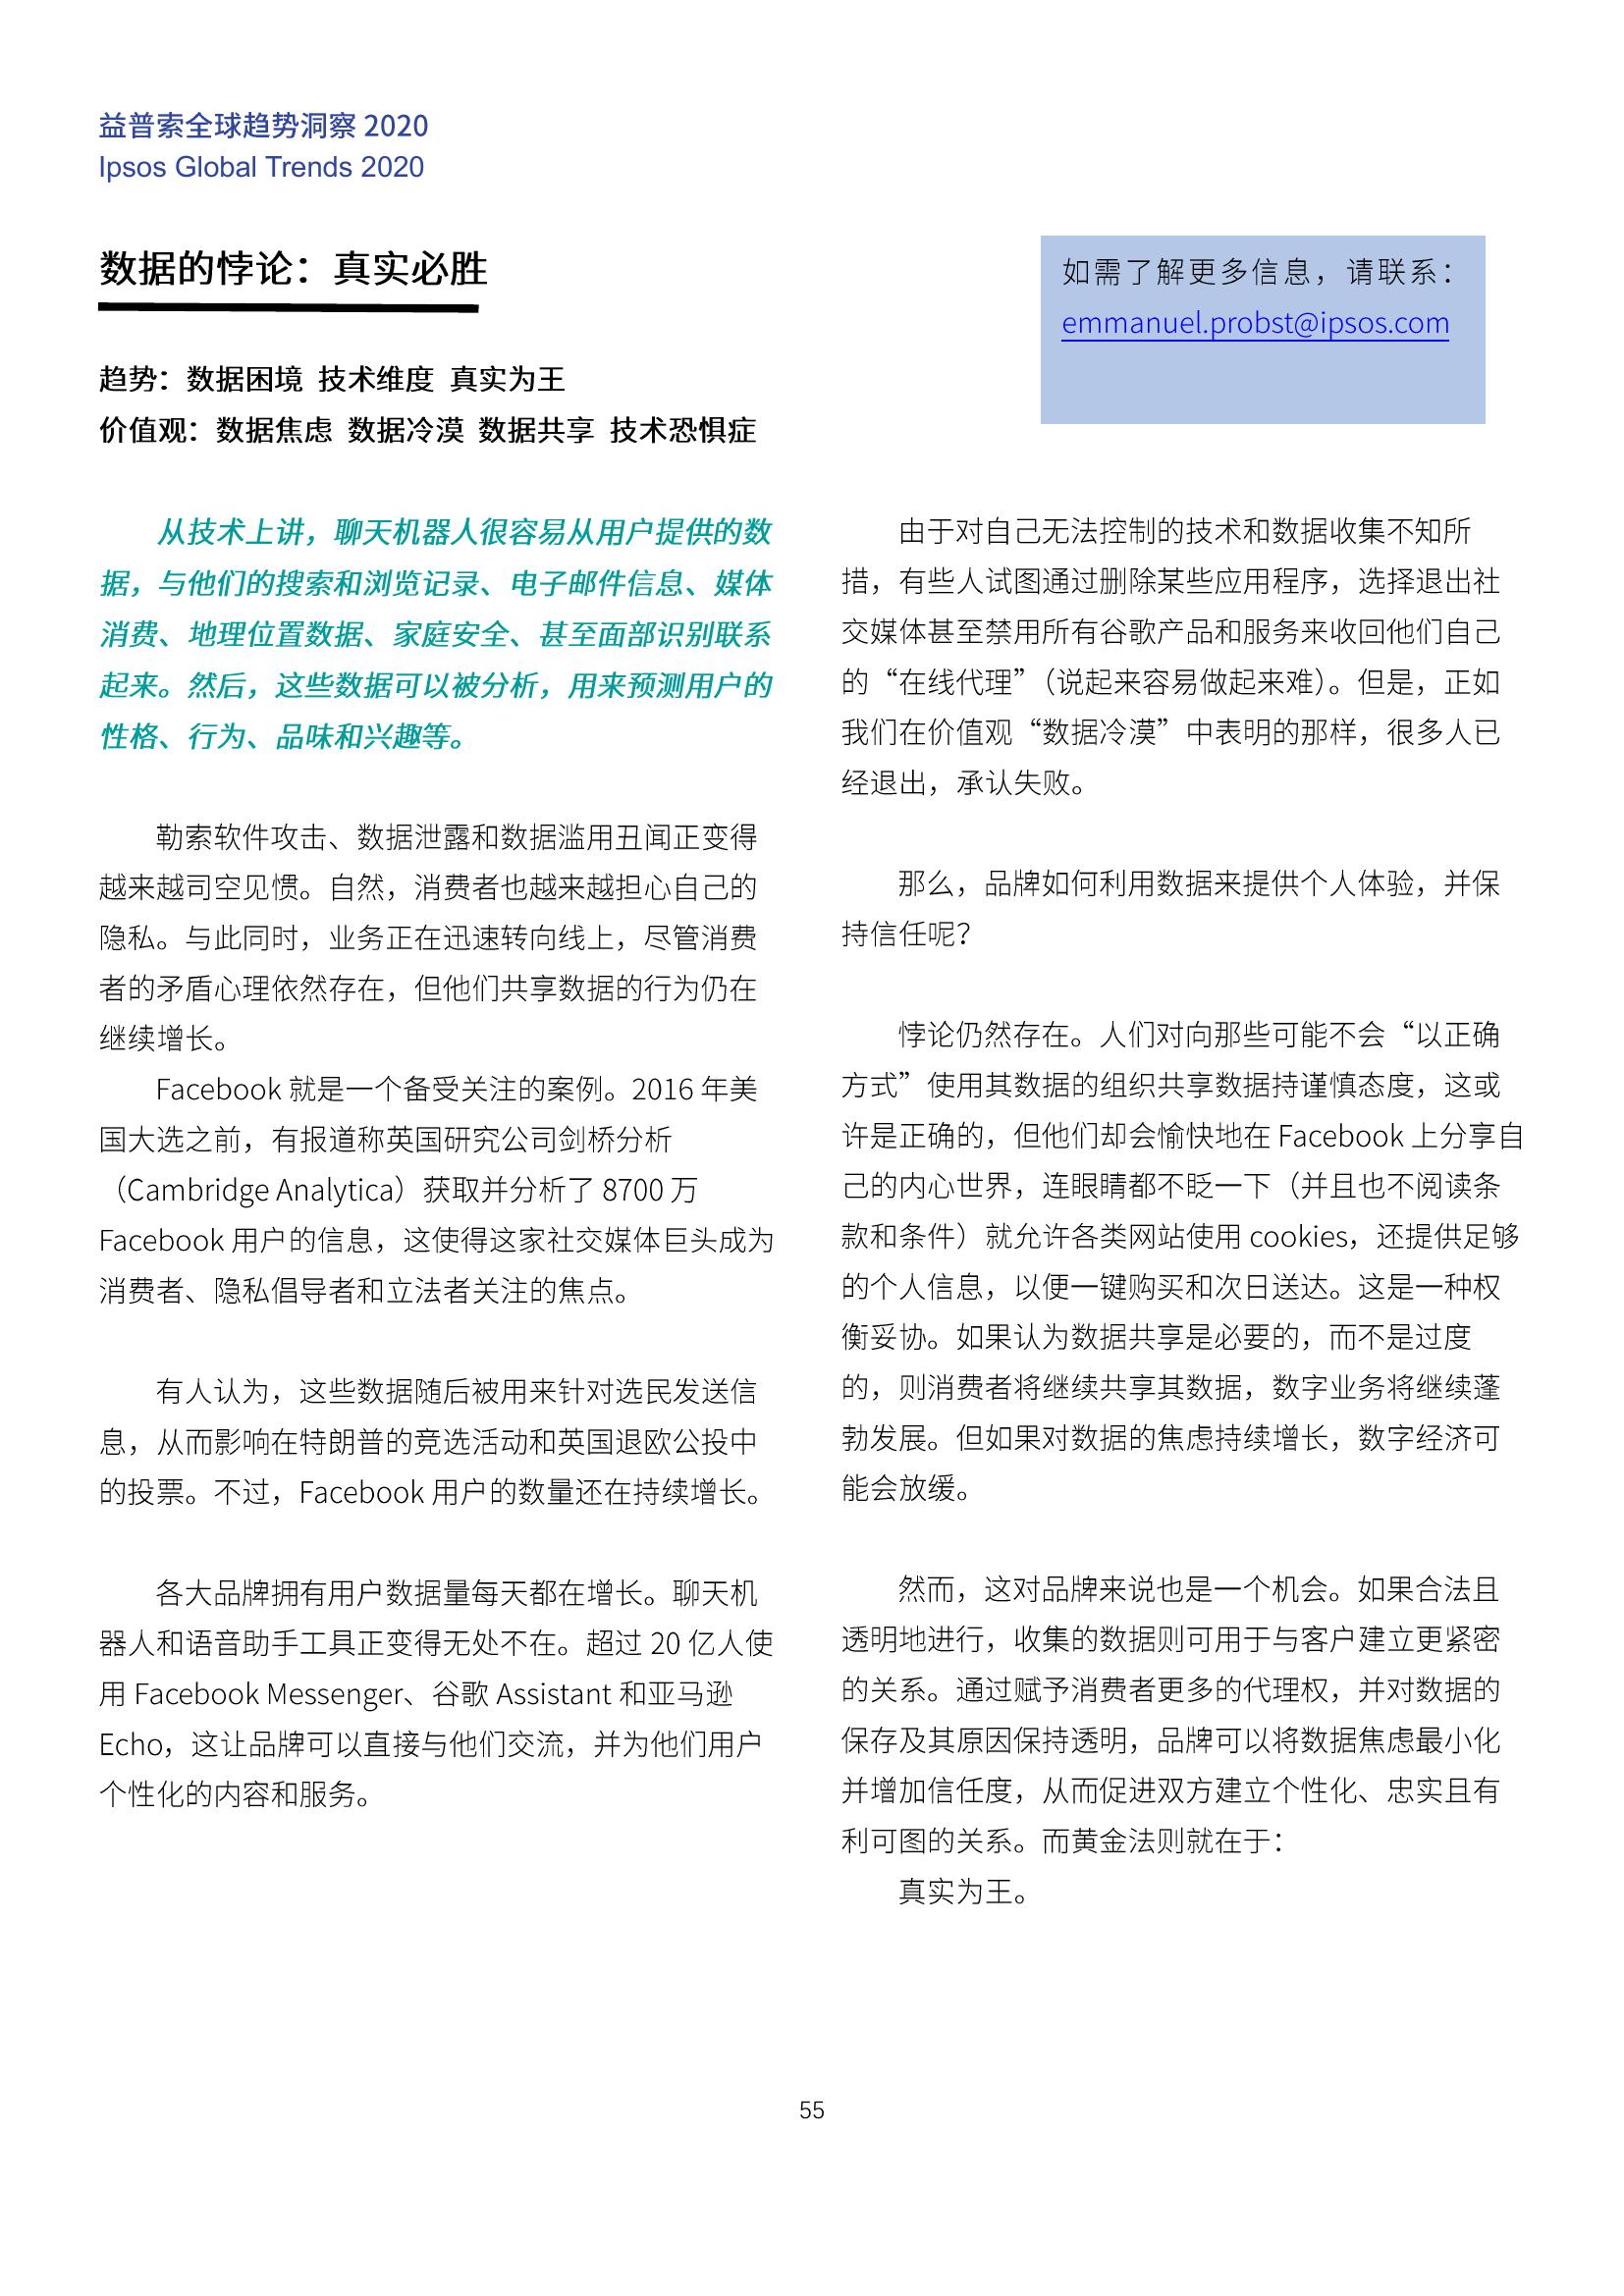 益普索全球趋势洞察 2020
Ipsos Global Trends 2020
数据的悖论：真实必胜
如需了解更多信息，请联系：
emmanuel.probst@ipsos.com
趋势：数据困境 技术维度 真实为王
价值观：数据焦虑 数据冷漠 数据共享 技术恐惧症
从技术上讲，聊天机器人很容易从用户提供的数
据，与他们的搜索和浏览记录、电子邮件信息、媒体
消费、地理位置数据、家庭安全、甚至面部识别联系
起来。然后，这些数据可以被分析，用来预测用户的
性格、行为、品味和兴趣等。
勒索软件攻击、数据泄露和数据滥用丑闻正变得
越来越司空见惯。自然，消费者也越来越担心自己的
隐私。与此同时，业务正在迅速转向线上，尽管消费
者的矛盾心理依然存在，但他们共享数据的行为仍在
继续增长。
Facebook 就是一个备受关注的案例。2016 年美
国大选之前，有报道称英国研究公司剑桥分析
（Cambridge Analytica）获取并分析了 8700 万
Facebook 用户的信息，这使得这家社交媒体巨头成为
消费者、隐私倡导者和立法者关注的焦点。
有人认为，这些数据随后被用来针对选民发送信
息，从而影响在特朗普的竞选活动和英国退欧公投中
的投票。不过，Facebook 用户的数量还在持续增长。
各大品牌拥有用户数据量每天都在增长。聊天机
器人和语音助手工具正变得无处不在。超过 20 亿人使
用 Facebook Messenger、谷歌 Assistant 和亚马逊
Echo，这让品牌可以直接与他们交流，并为他们用户
个性化的内容和服务。
由于对自己无法控制的技术和数据收集不知所
措，有些人试图通过删除某些应用程序，选择退出社
交媒体甚至禁用所有谷歌产品和服务来收回他们自己
的“在线代理”（说起来容易做起来难）。但是，正如
我们在价值观“数据冷漠”中表明的那样，很多人已
经退出，承认失败。
那么，品牌如何利用数据来提供个人体验，并保
持信任呢？
悖论仍然存在。人们对向那些可能不会“以正确
方式”使用其数据的组织共享数据持谨慎态度，这或
许是正确的，但他们却会愉快地在 Facebook 上分享自
己的内心世界，连眼睛都不眨一下（并且也不阅读条
款和条件）就允许各类网站使用 cookies，还提供足够
的个人信息，以便一键购买和次日送达。这是一种权
衡妥协。如果认为数据共享是必要的，而不是过度
的，则消费者将继续共享其数据，数字业务将继续蓬
勃发展。但如果对数据的焦虑持续增长，数字经济可
能会放缓。
然而，这对品牌来说也是一个机会。如果合法且
透明地进行，收集的数据则可用于与客户建立更紧密
的关系。通过赋予消费者更多的代理权，并对数据的
保存及其原因保持透明，品牌可以将数据焦虑最小化
并增加信任度，从而促进双方建立个性化、忠实且有
利可图的关系。而黄金法则就在于：
真实为王。
55